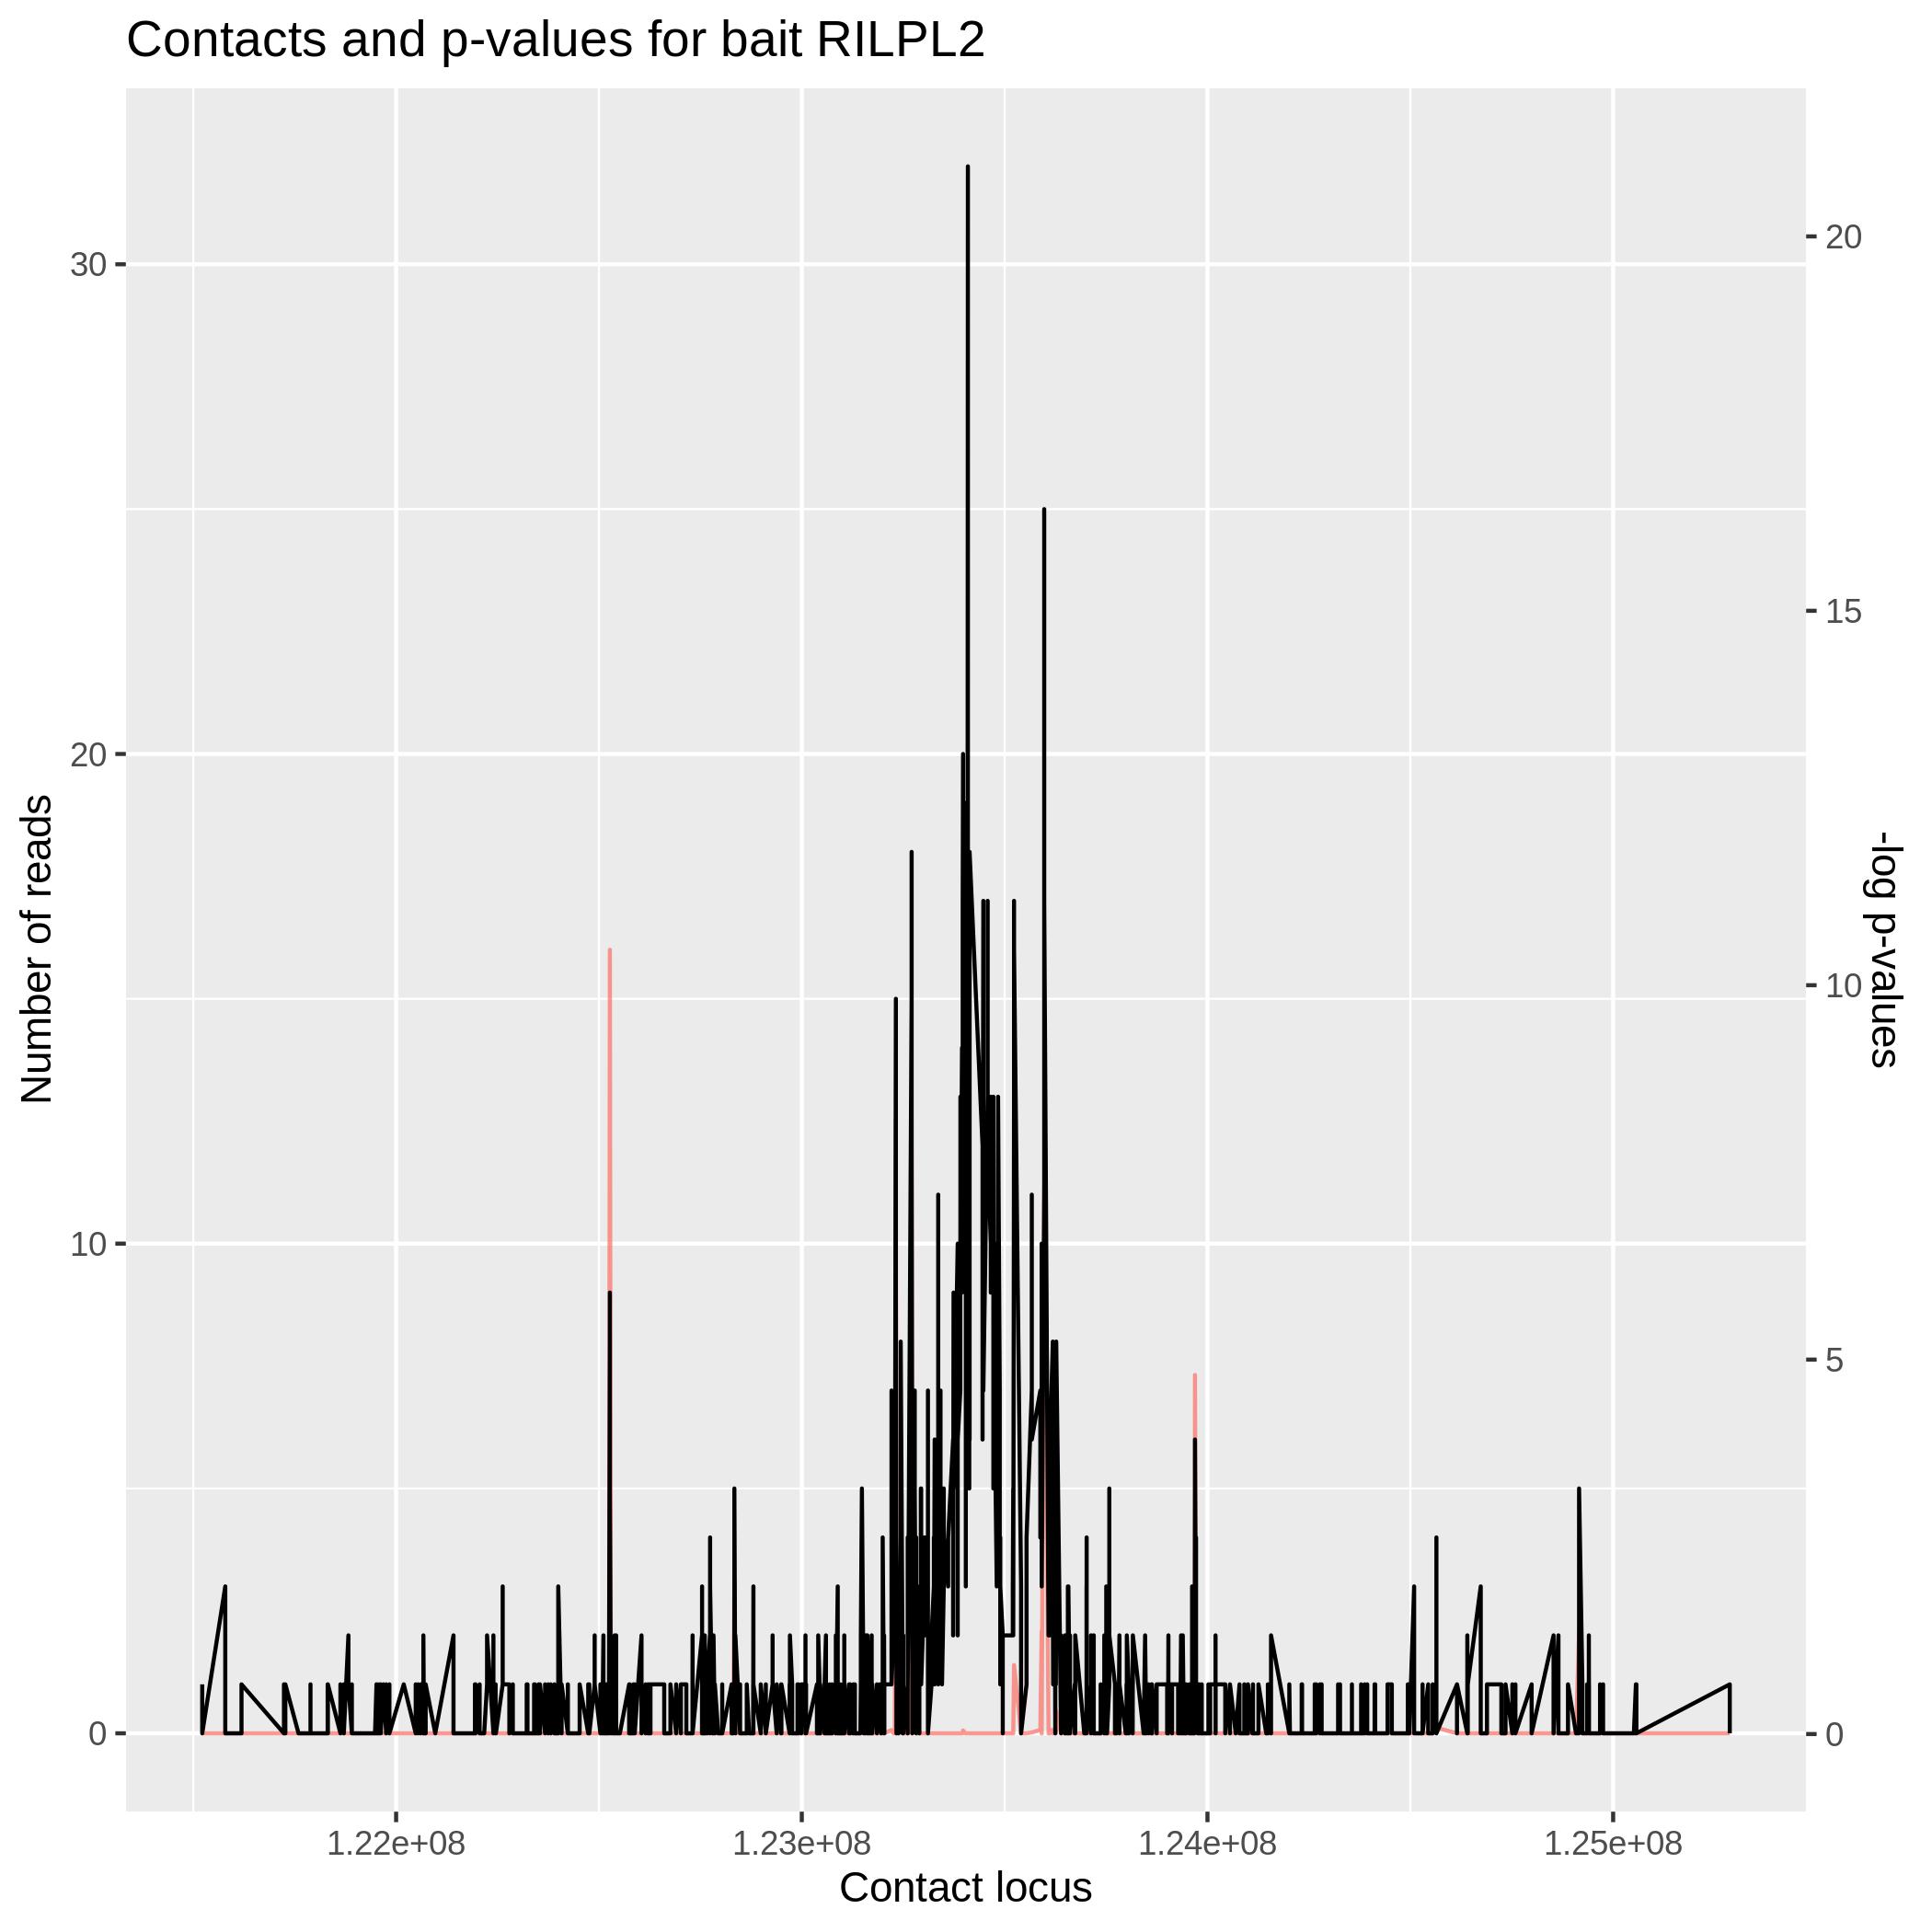 Contacts and p-values for bait RILPL2
30
20
10
0
Number of reads
20
15
10
5
0
-log p-values
1.22e+08 1.23e+08 1.24e+08 1.25e+08
Contact locus